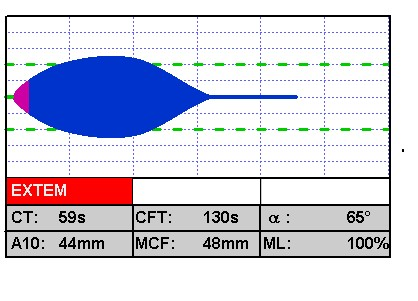 EXTEM
CT: 59s CFT: 130s α : 65°
A10: 44mm MCF: 48mm ML: 100%